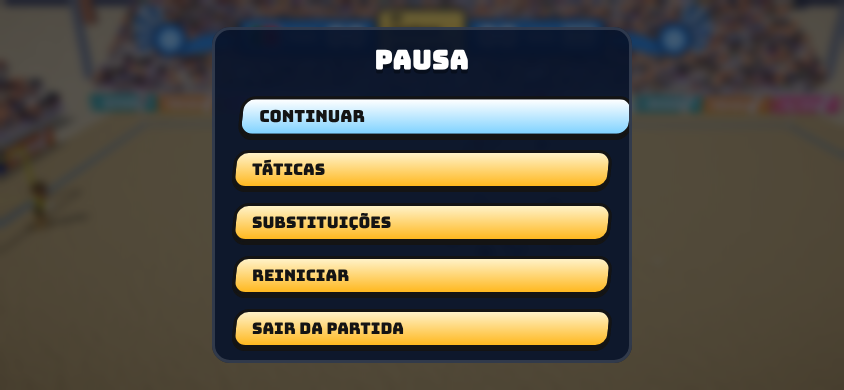 PAUSA
CONTINUAR
TÁTICAS
SUBSTITUIÇÕES
REINICIAR
SAIR DA PARTIDA